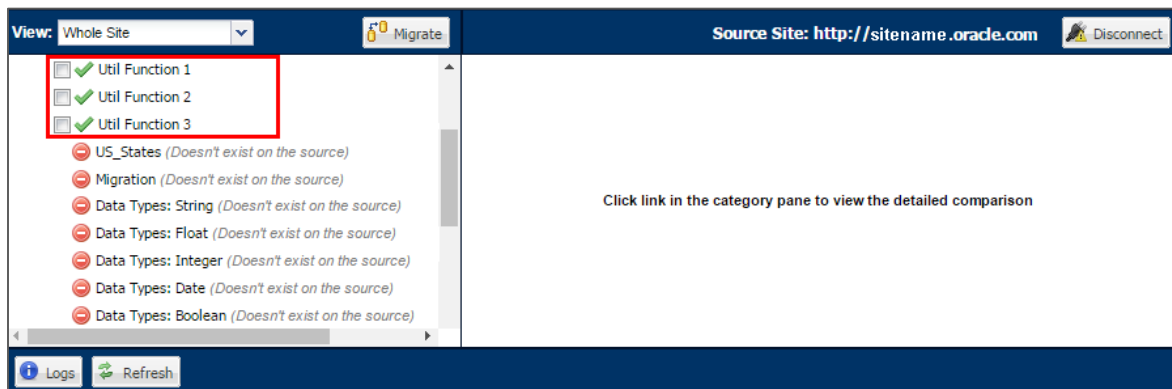 View: Whole Site Migrate Source Site: http://sitename.oracle.com Disconnect
Util Function 1
Util Function 2
Util Function 3
US_States (Doesn't exist on the source)
Migration (Doesn't exist on the source)
Data Types: String (Doesn't exist on the source)
Click link in the category pane to view the detailed comparison
Data Types: Float (Doesn't exist on the source)
Data Types: Integer (Doesn't exist on the source)
Data Types: Date (Doesn't exist on the source)
Data Types: Boolean (Doesn't exist on the source)
Logs Refresh